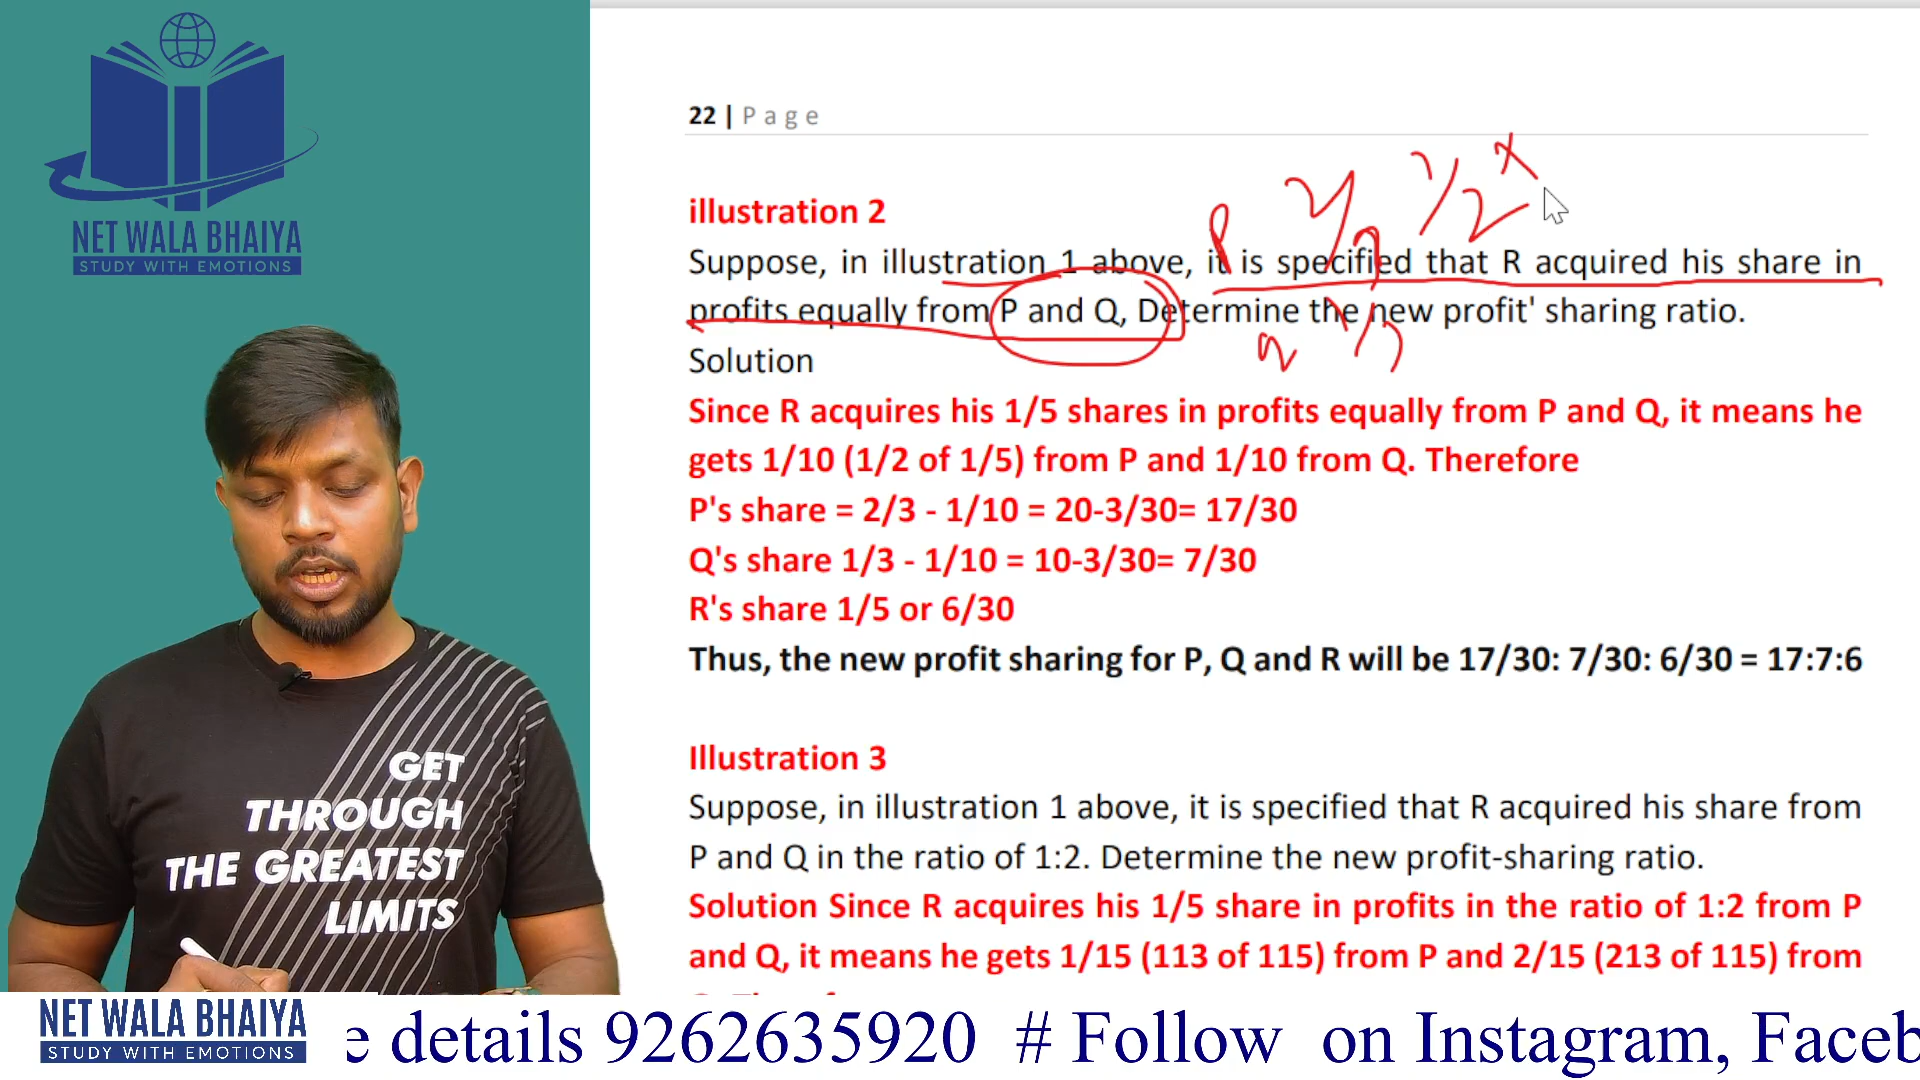 NET WALA BHAIYA
STUDY WITH EMOTIONS
22 | Page
illustration 2
Suppose, in illustration 1 above, it is specified that R acquired his share in
profits equally from P and Q, Determine the new profit' sharing ratio.
Solution
Since R acquires his 1/5 shares in profits equally from P and Q, it means he
gets 1/10 (1/2 of 1/5) from P and 1/10 from Q. Therefore
P's share = 2/3 - 1/10 = 20-3/30= 17/30
Q's share 1/3 - 1/10 = 10-3/30= 7/30
R's share 1/5 or 6/30
Thus, the new profit sharing for P, Q and R will be 17/30: 7/30: 6/30 = 17:7:6
Illustration 3
Suppose, in illustration 1 above, it is specified that R acquired his share from
P and Q in the ratio of 1:2. Determine the new profit-sharing ratio.
Solution Since R acquires his 1/5 share in profits in the ratio of 1:2 from P
and Q, it means he gets 1/15 (113 of 115) from P and 2/15 (213 of 115) from
P 2/3 1/2 x
Q 1/3
GET
THROUGH
THE GREATEST
LIMITS
NET WALA BHAIYA
STUDY WITH EMOTIONS
e details 9262635920 # Follow on Instagram, Faceb